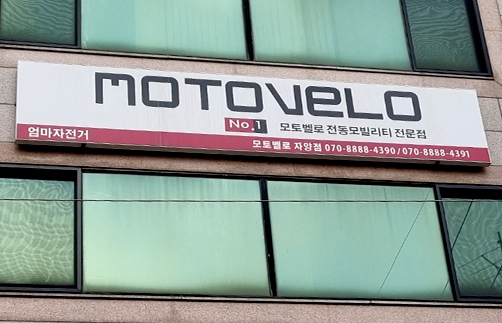 MOTOVELO
No.1 모토벨로 전동모빌리티 전문점
엄마자전거 모토벨로 자양점 070-8888-4390/070-8888-4391